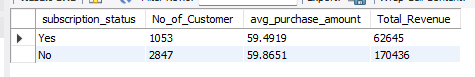 subscription_status No_of_Customer avg_purchase_amount Total_Revenue
Yes 1053 59.4919 62645
No 2847 59.8651 170436